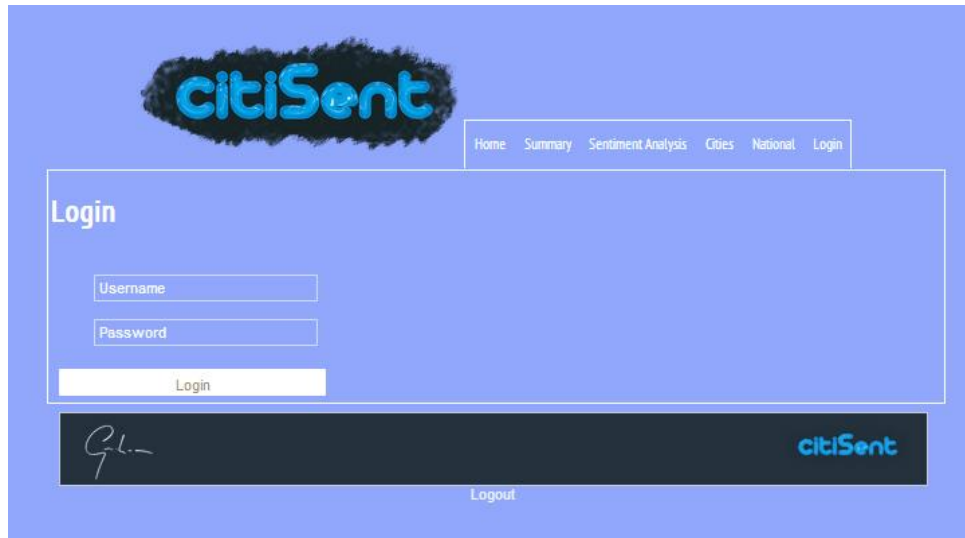 citiSent
Home Summary Sentiment Analysis Cities National Login
Login
Username
Password
Login
citiSent
Logout